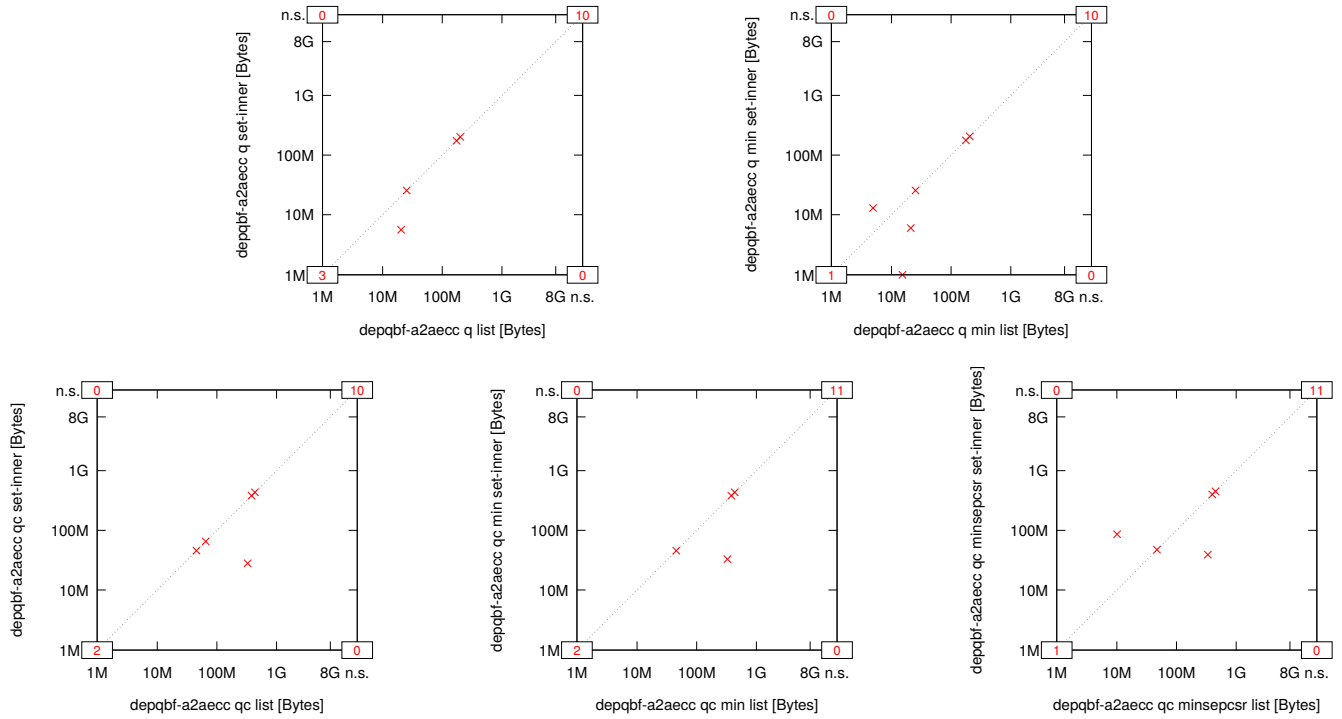 n.s. 0 10
8G
1G
100M
10M
1M 3 0
1M 10M 100M 1G 8G n.s.
depqbf-a2aecc q list [Bytes]
depqbf-a2aecc q set-inner [Bytes]
n.s. 0 10
8G
1G
100M
10M
1M 1 0
1M 10M 100M 1G 8G n.s.
depqbf-a2aecc q min list [Bytes]
depqbf-a2aecc q min set-inner [Bytes]
n.s. 0 10
8G
1G
100M
10M
1M 2 0
1M 10M 100M 1G 8G n.s.
depqbf-a2aecc qc list [Bytes]
depqbf-a2aecc qc set-inner [Bytes]
n.s. 0 11
8G
1G
100M
10M
1M 2 0
1M 10M 100M 1G 8G n.s.
depqbf-a2aecc qc min list [Bytes]
depqbf-a2aecc qc min set-inner [Bytes]
n.s. 0 11
8G
1G
100M
10M
1M 1 0
1M 10M 100M 1G 8G n.s.
depqbf-a2aecc qc minsepcsr list [Bytes]
depqbf-a2aecc qc minsepcsr set-inner [Bytes]